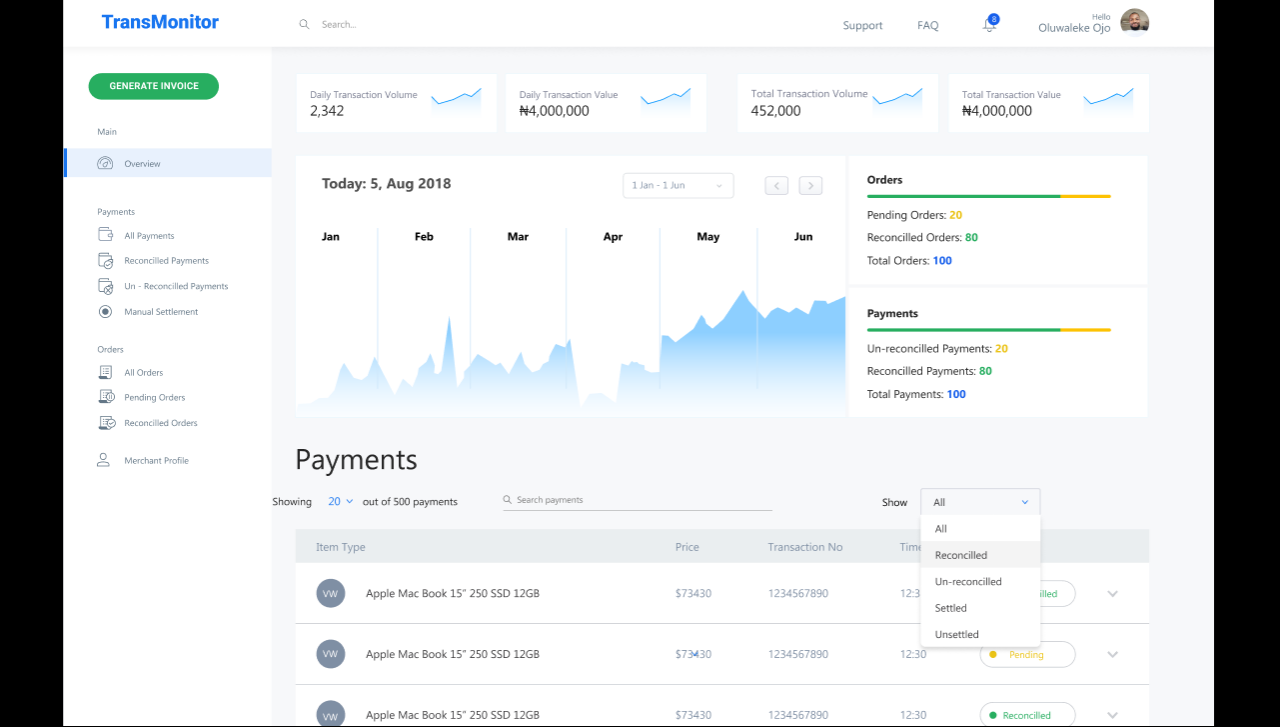 TransMonitor
Search...
Support
FAQ
8
Hello
Oluwaleke Ojo
GENERATE INVOICE
Main
Overview
Payments
All Payments
Reconcilled Payments
Un - Reconcilled Payments
Manual Settlement
Orders
All Orders
Pending Orders
Reconcilled Orders
Merchant Profile
Daily Transaction Volume
2,342
Daily Transaction Value
₦4,000,000
Total Transaction Volume
452,000
Total Transaction Value
₦4,000,000
Today: 5, Aug 2018
1 Jan - 1 Jun
Jan Feb Mar Apr May Jun
Orders
Pending Orders: 20
Reconcilled Orders: 80
Total Orders: 100
Payments
Un-reconcilled Payments: 20
Reconcilled Payments: 80
Total Payments: 100
Payments
Showing 20 out of 500 payments
Search payments
Show
All
All
Reconcilled
Un-reconcilled
Settled
Unsettled
Item Type Price Transaction No Time
VW Apple Mac Book 15" 250 SSD 12GB $73430 1234567890 12:3 illed
VW Apple Mac Book 15" 250 SSD 12GB $73430 1234567890 12:30 Pending
VW Apple Mac Book 15" 250 SSD 12GB $73430 1234567890 12:30 Reconcilled